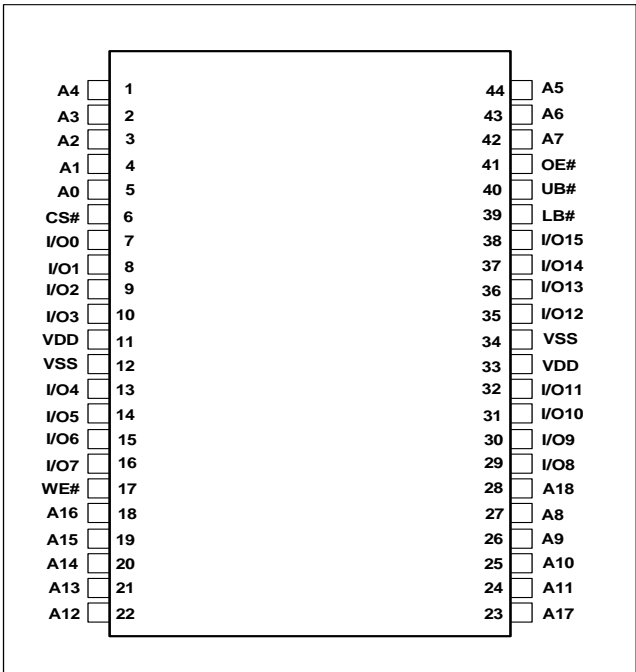 A4 1 44 A5
A3 2 43 A6
A2 3 42 A7
A1 4 41 OE#
A0 5 40 UB#
CS# 6 39 LB#
I/O0 7 38 I/O15
I/O1 8 37 I/O14
I/O2 9 36 I/O13
I/O3 10 35 I/O12
VDD 11 34 VSS
VSS 12 33 VDD
I/O4 13 32 I/O11
I/O5 14 31 I/O10
I/O6 15 30 I/O9
I/O7 16 29 I/O8
WE# 17 28 A18
A16 18 27 A8
A15 19 26 A9
A14 20 25 A10
A13 21 24 A11
A12 22 23 A17